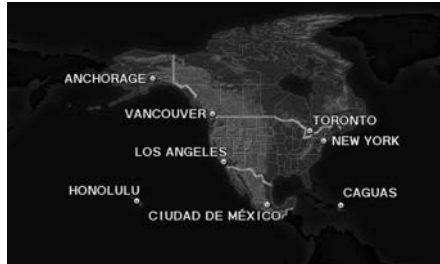 ANCHORAGE
VANCOUVER
TORONTO
NEW YORK
LOS ANGELES
HONOLULU
CAGUAS
CIUDAD DE MÉXICO